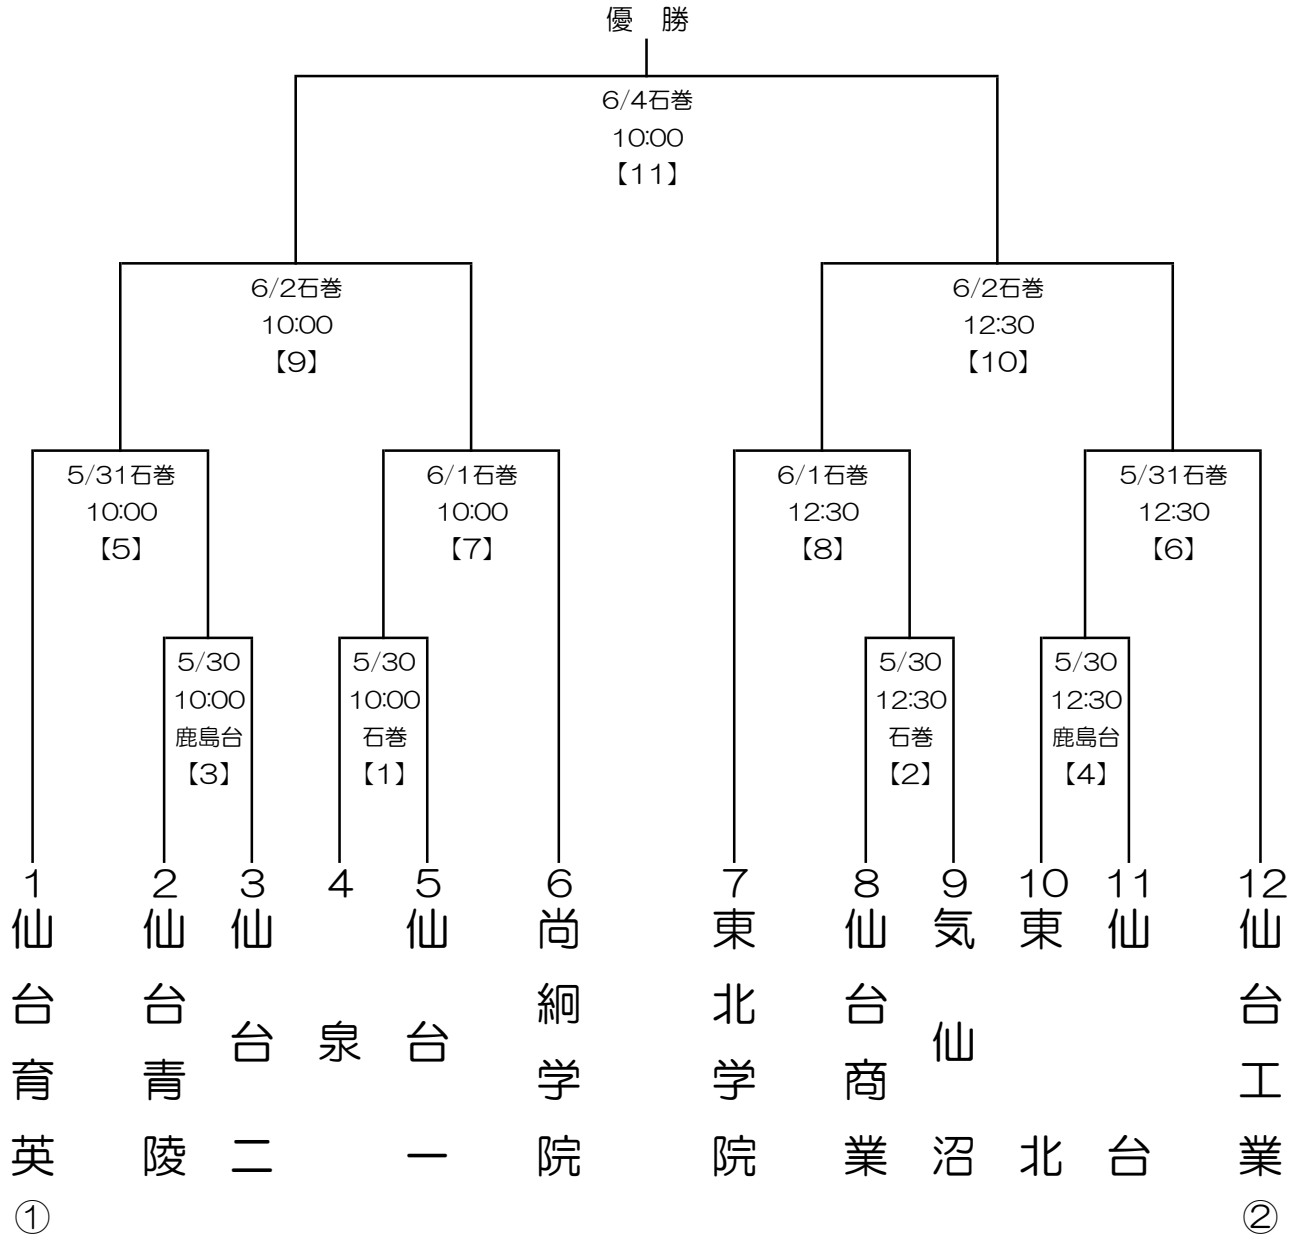 優　勝
6/4石巻
10:00
【11】
6/2石巻
10:00
【9】
6/2石巻
12:30
【10】
5/31石巻
10:00
【5】
6/1石巻
10:00
【7】
6/1石巻
12:30
【8】
5/31石巻
12:30
【6】
5/30
10:00
鹿島台
【3】
5/30
10:00
石巻
【1】
5/30
12:30
石巻
【2】
5/30
12:30
鹿島台
【4】
1
仙台育英
①
2
仙台青陵
3
仙台二
4
泉
5
仙台一
6
尚絅学院
7
東北学院
8
仙台商業
9
気仙沼
10
東北
11
仙台
12
仙台工業
②